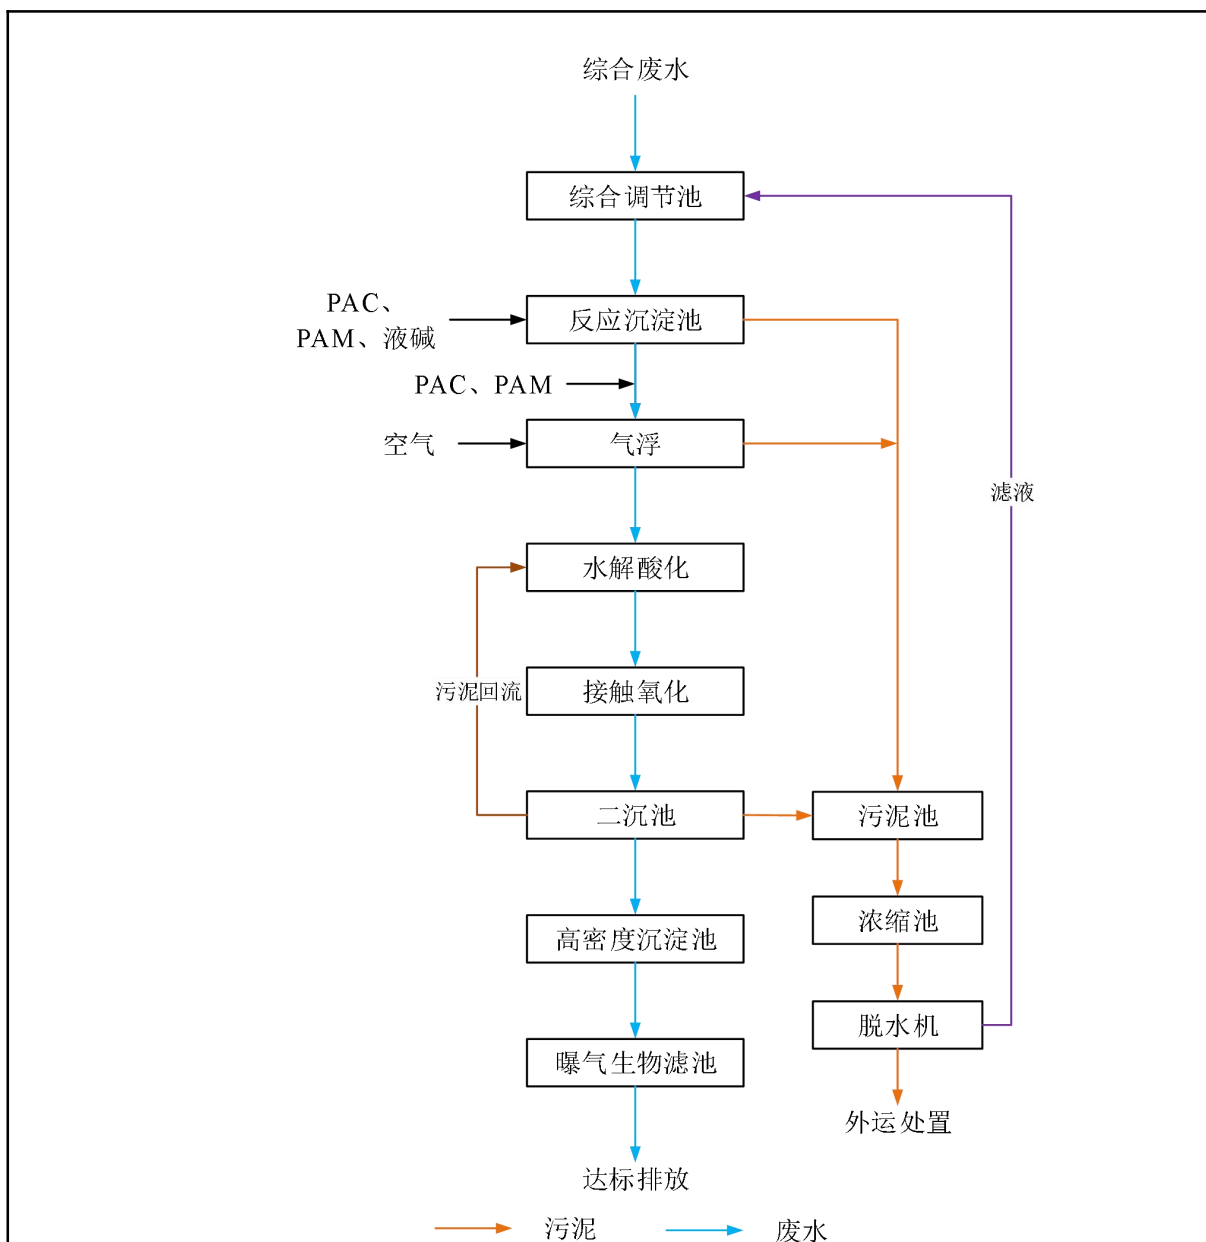 综合废水
综合调节池
PAC、
PAM、液碱
反应沉淀池
PAC、PAM
空气
气浮
滤液
水解酸化
污泥回流
接触氧化
二沉池
污泥池
浓缩池
高密度沉淀池
脱水机
曝气生物滤池
外运处置
达标排放
污泥
废水